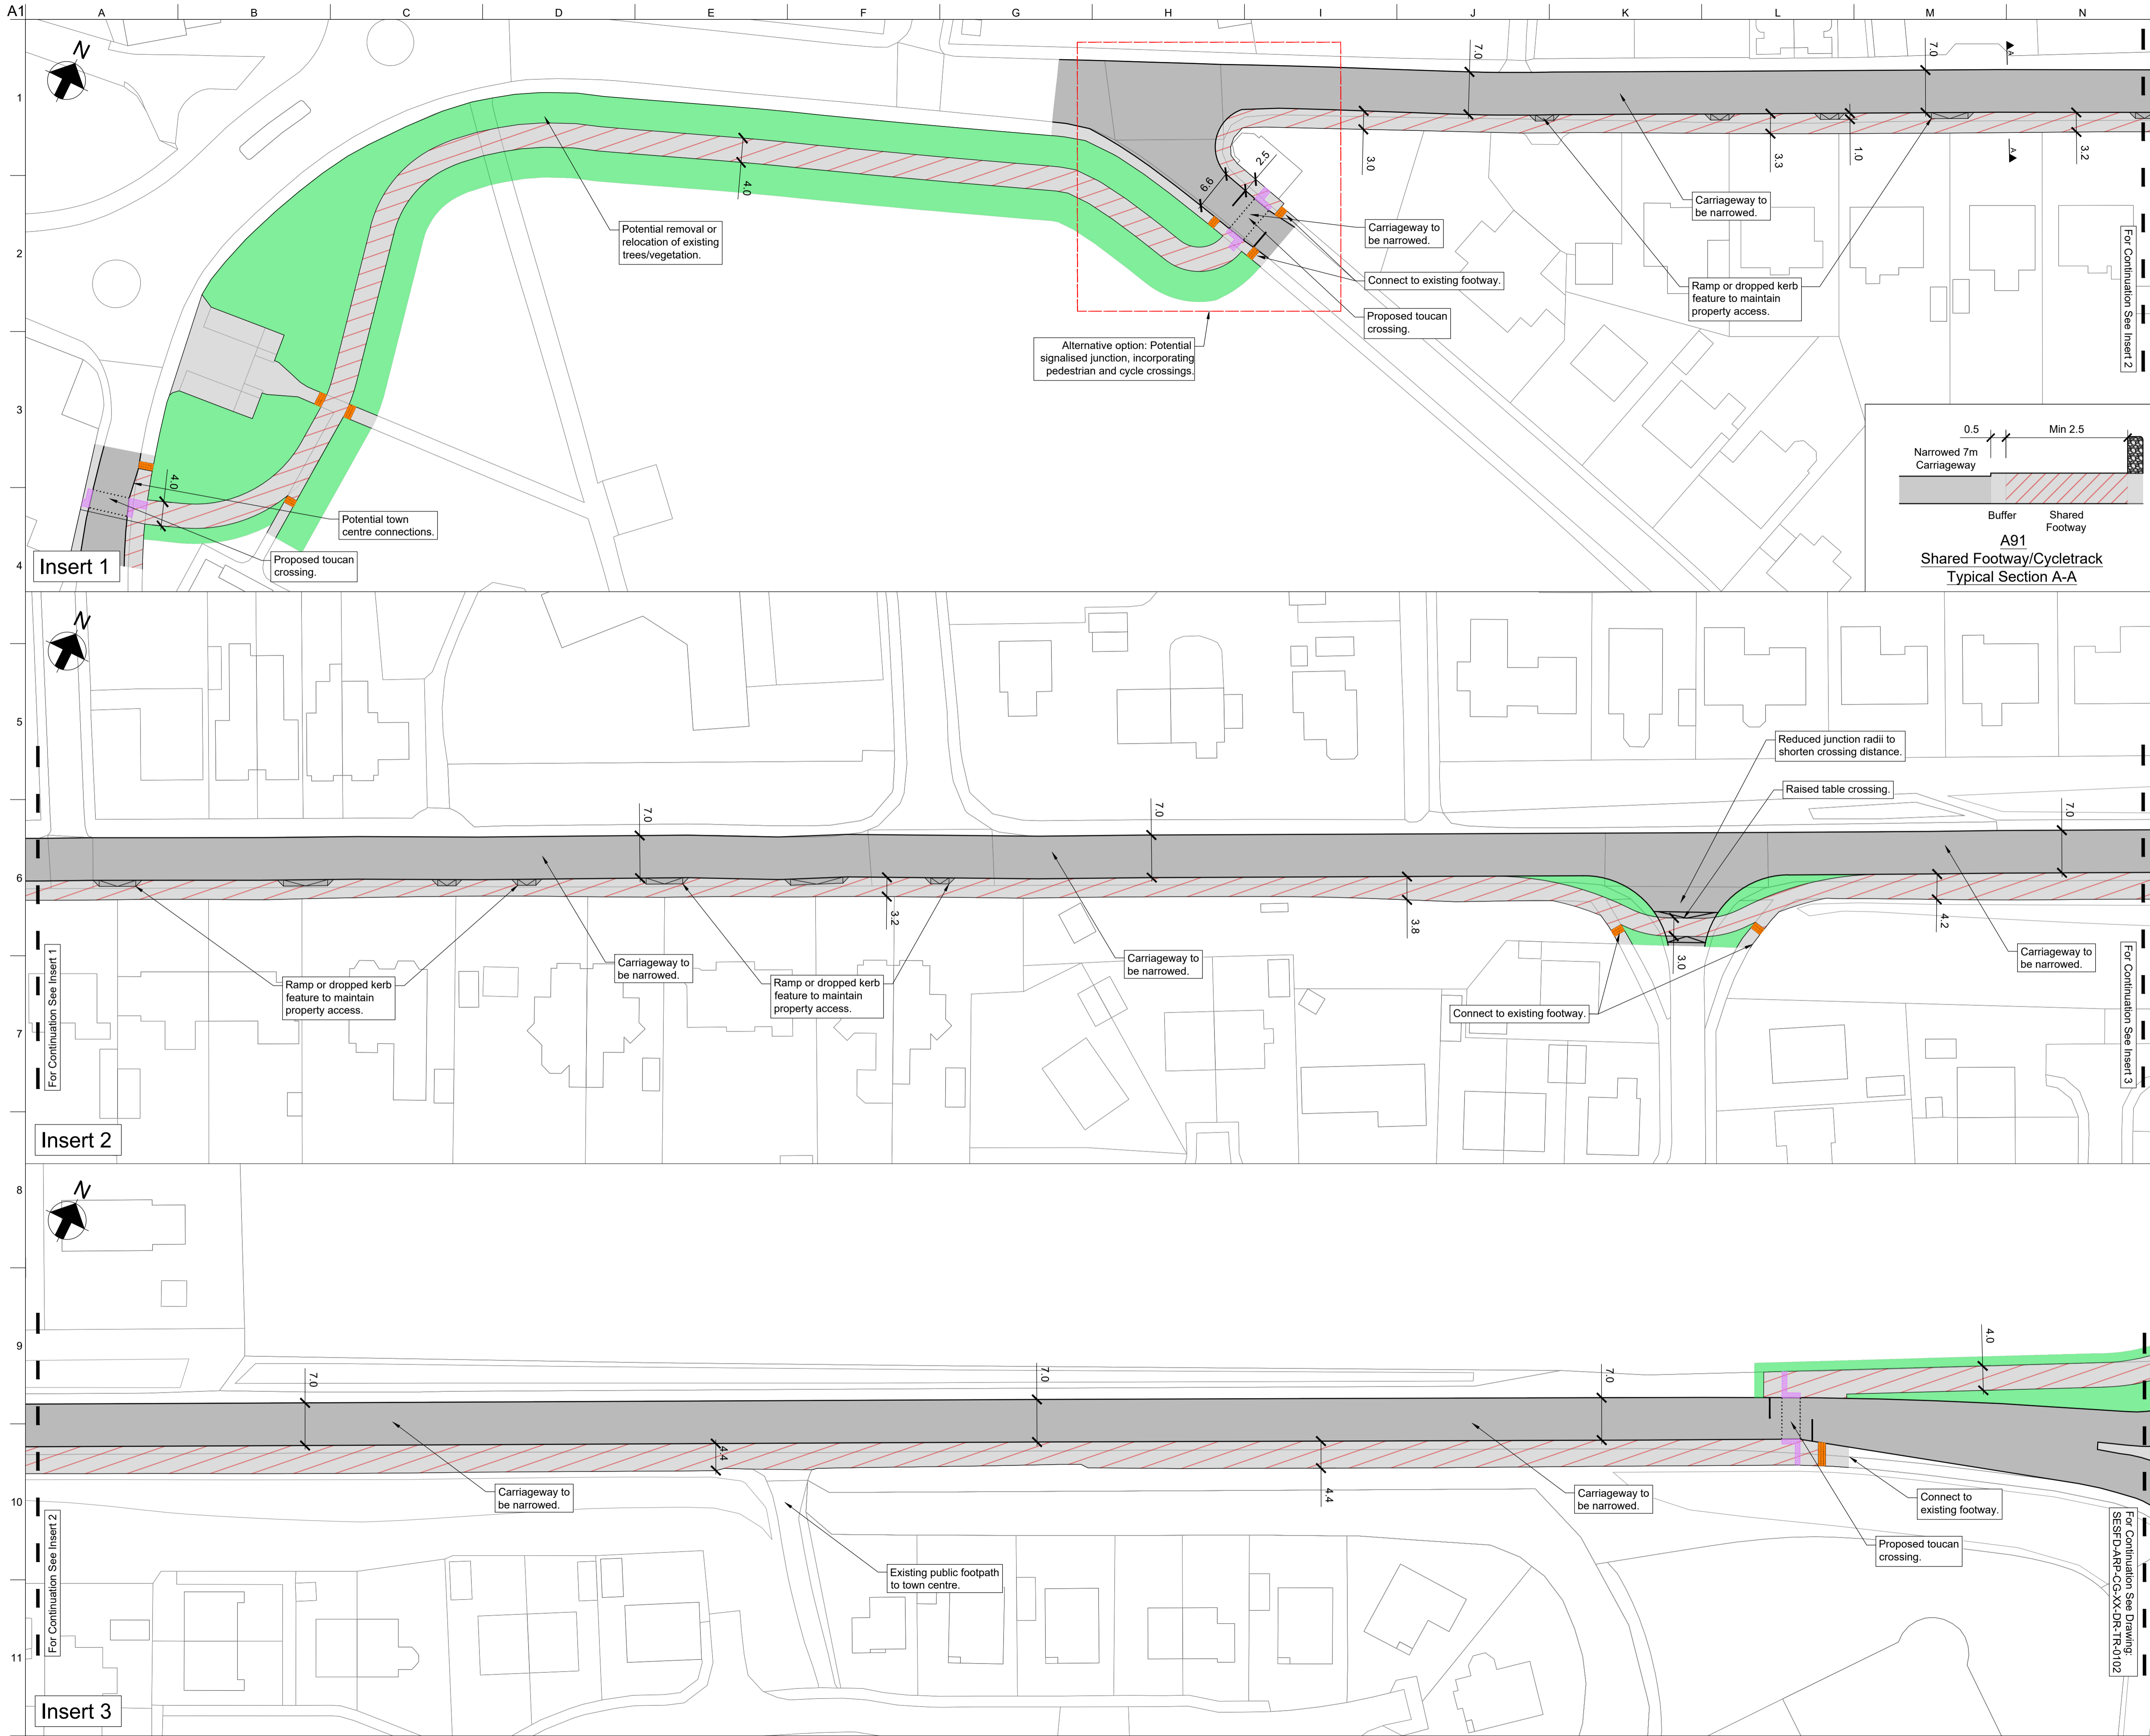 A1
A B C D E F G H I J K L M N
1
2
3
4
5
6
7
8
9
10
11
N
4.0
Potential removal or
relocation of existing
trees/vegetation.
6.6
2.5
3.0
7.0
3.3
1.0
7.0
3.2
A
A
Carriageway to
be narrowed.
Carriageway to
be narrowed.
Connect to existing footway.
Ramp or dropped kerb
feature to maintain
property access.
Proposed toucan
crossing.
Alternative option: Potential
signalised junction, incorporating
pedestrian and cycle crossings.
For Continuation See Insert 2
4.0
Potential town
centre connections.
Proposed toucan
crossing.
Insert 1
0.5
Min 2.5
Narrowed 7m
Carriageway
Buffer
Shared
Footway
A91
Shared Footway/Cycletrack
Typical Section A-A
N
Reduced junction radii to
shorten crossing distance.
Raised table crossing.
7.0
7.0
7.0
3.2
3.8
3.0
4.2
For Continuation See Insert 1
Ramp or dropped kerb
feature to maintain
property access.
Carriageway to
be narrowed.
Ramp or dropped kerb
feature to maintain
property access.
Carriageway to
be narrowed.
Connect to existing footway.
Carriageway to
be narrowed.
For Continuation See Insert 3
Insert 2
N
7.0
7.0
7.0
4.0
4.4
4.4
Carriageway to
be narrowed.
Carriageway to
be narrowed.
Connect to
existing footway.
Proposed toucan
crossing.
Existing public footpath
to town centre.
For Continuation See Insert 2
For Continuation See Drawing:
SESFD-ARP-CG-XX-DR-TR-0102
Insert 3